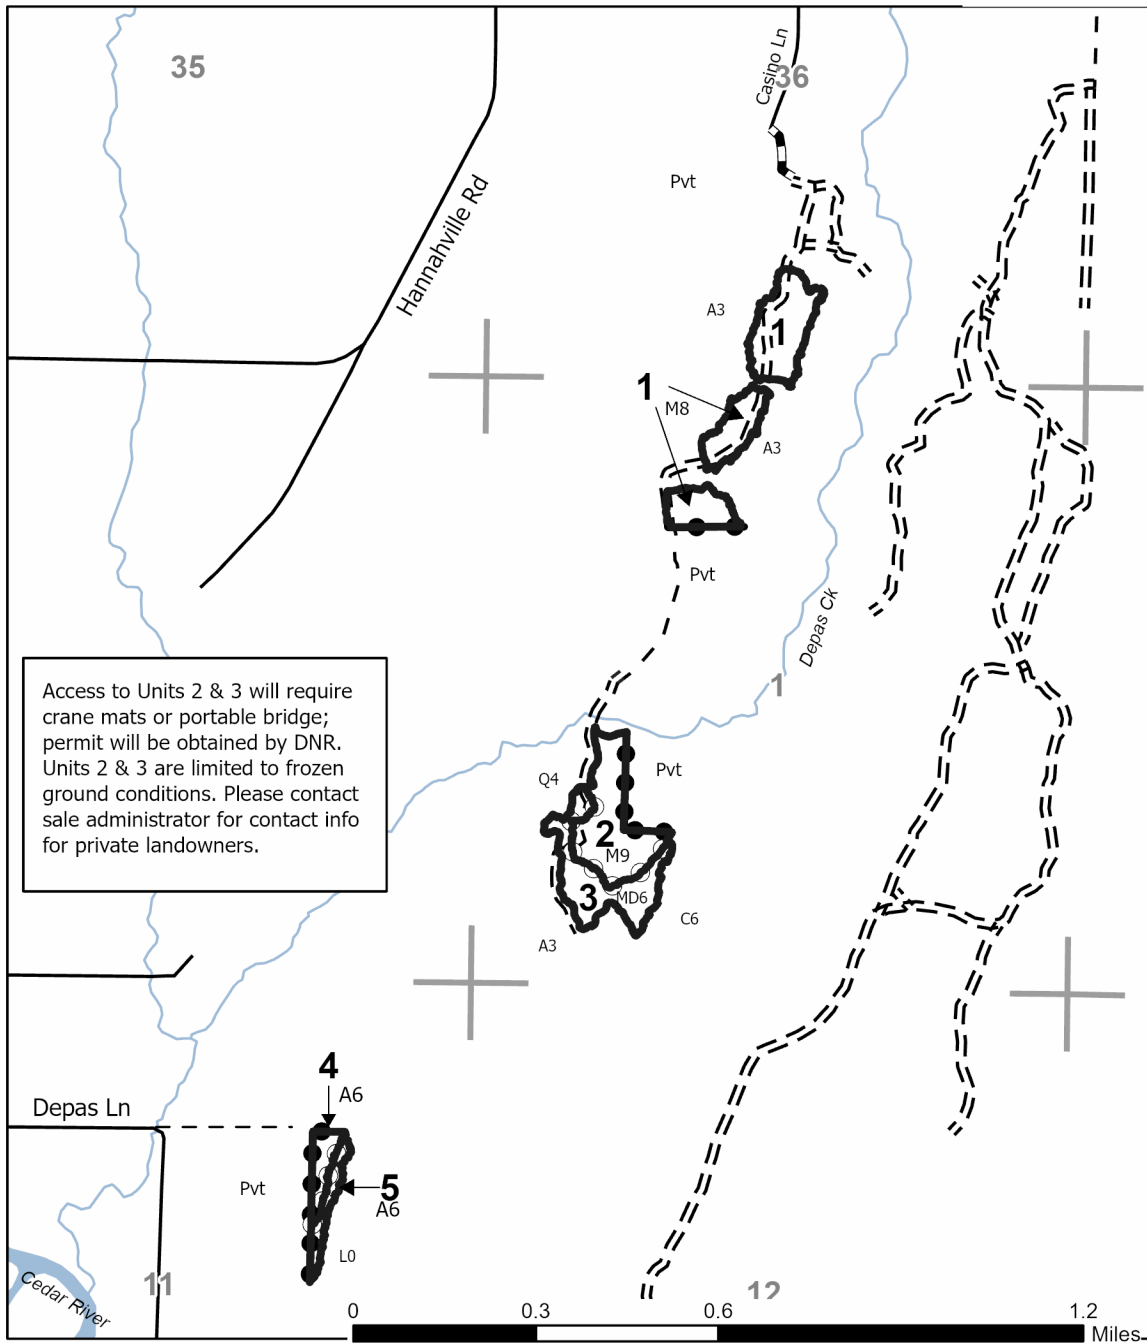 35
Casino Ln
36
Pvt
Hannahville Rd
A3
1
1
M8
A3
Pvt
Depas Ck
1
Access to Units 2 & 3 will require
crane mats or portable bridge;
permit will be obtained by DNR.
Units 2 & 3 are limited to frozen
ground conditions. Please contact
sale administrator for contact info
for private landowners.
Q4
Pvt
2
M9
3
MD6
C6
A3
4
A6
Depas Ln
Pvt
5
A6
L0
11
Cedar River
12
0 0.3 0.6 1.2
Miles